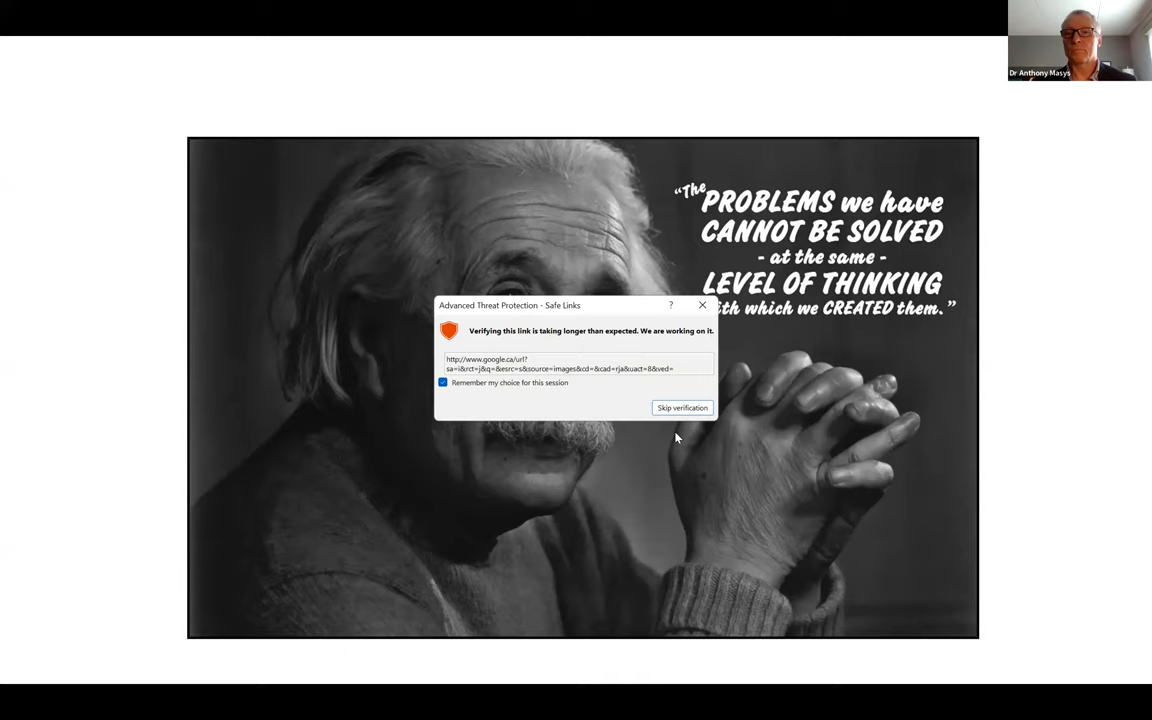 Dr Anthony Masys
“The
PROBLEMS we have
CANNOT BE SOLVED
- at the same -
LEVEL OF THINKING
which we CREATED them.”
Advanced Threat Protection - Safe Links
?
Verifying this link is taking longer than expected. We are working on it.
http://www.google.ca/url?
sa=i&rct=j&q=&esrc=s&source=images&cd=&cad=rja&uact=8&ved=
Remember my choice for this session
Skip verification